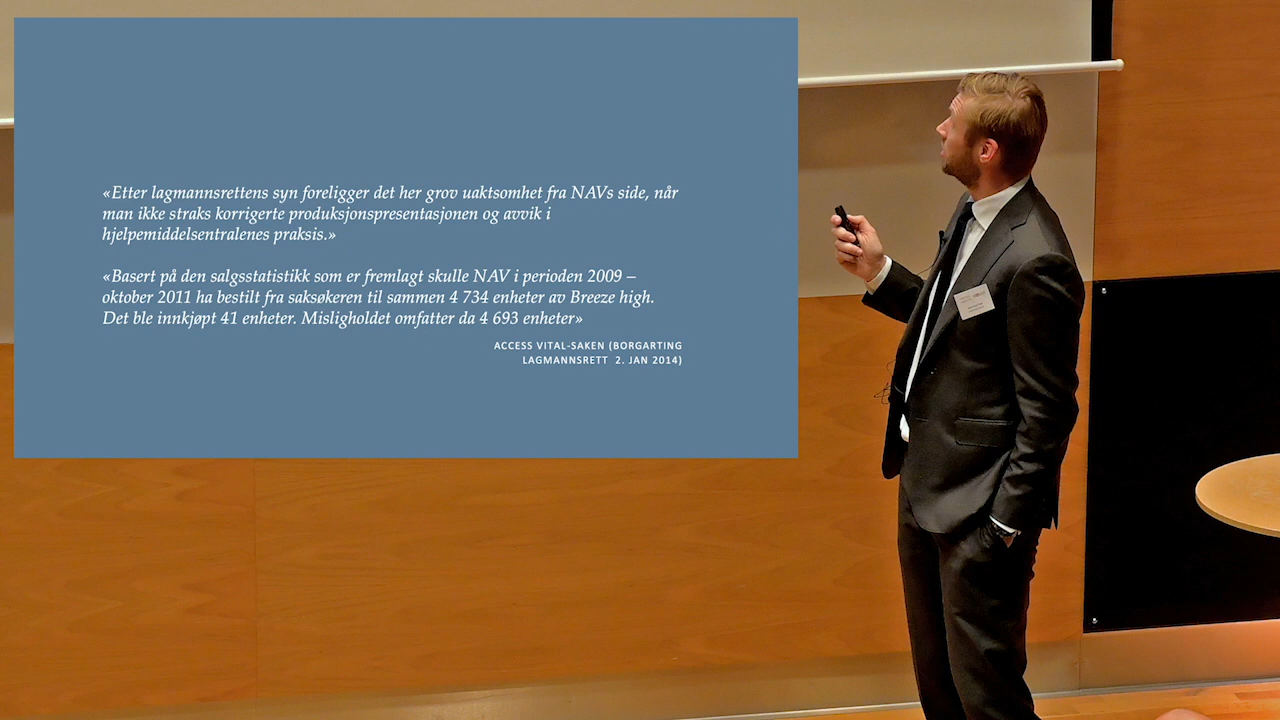 «Etter lagmannsrettens syn foreligger det her grov uaktsomhet fra NAVs side, når
man ikke straks korrigerte produksjonspresentasjonen og avvik i
hjelpemiddelsentralenes praksis.»
«Basert på den salgsstatistikk som er fremlagt skulle NAV i perioden 2009 –
oktober 2011 ha bestilt fra saksøkeren til sammen 4 734 enheter av Breeze high.
Det ble innkjøpt 41 enheter. Misligholdet omfatter da 4 693 enheter»
ACCESS VITAL-SAKEN (BORGARTING
LAGMANNSRETT 2. JAN 2014)